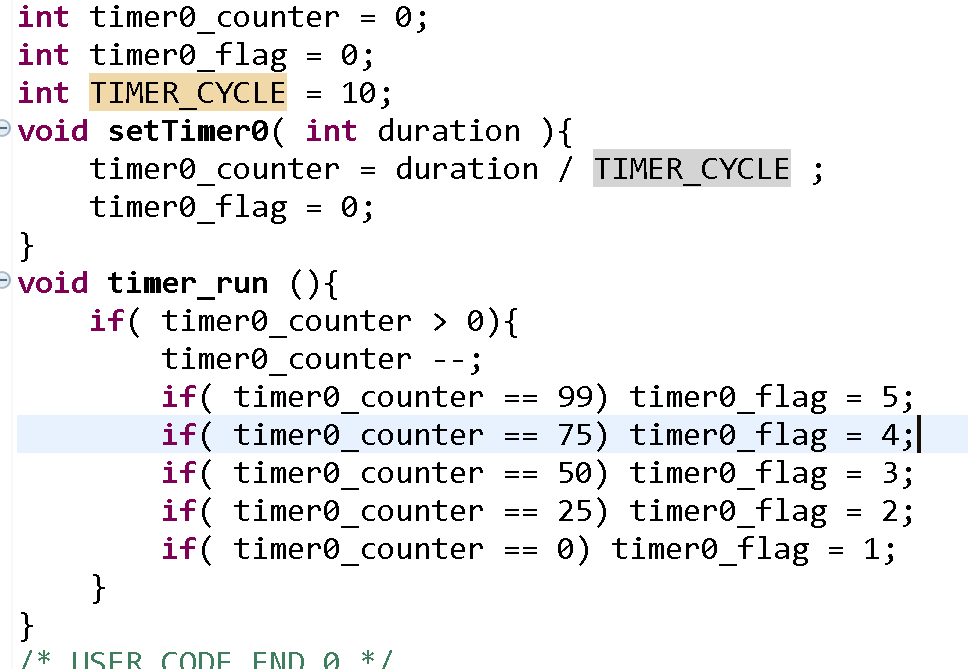 int timer0_counter = 0;
int timer0_flag = 0;
int TIMER_CYCLE = 10;
void setTimer0( int duration ){
    timer0_counter = duration / TIMER_CYCLE ;
    timer0_flag = 0;
}
void timer_run (){
    if( timer0_counter > 0){
        timer0_counter --;
        if( timer0_counter == 99) timer0_flag = 5;
        if( timer0_counter == 75) timer0_flag = 4;
        if( timer0_counter == 50) timer0_flag = 3;
        if( timer0_counter == 25) timer0_flag = 2;
        if( timer0_counter == 0) timer0_flag = 1;
    }
}
/* USER CODE END 0 */